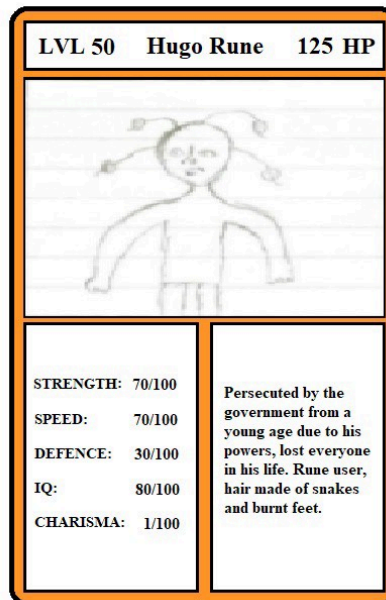 LVL 50 Hugo Rune 125 HP
STRENGTH: 70/100
SPEED: 70/100
DEFENCE: 30/100
IQ: 80/100
CHARISMA: 1/100
Persecuted by the
government from a
young age due to his
powers, lost everyone
in his life. Rune user,
hair made of snakes
and burnt feet.